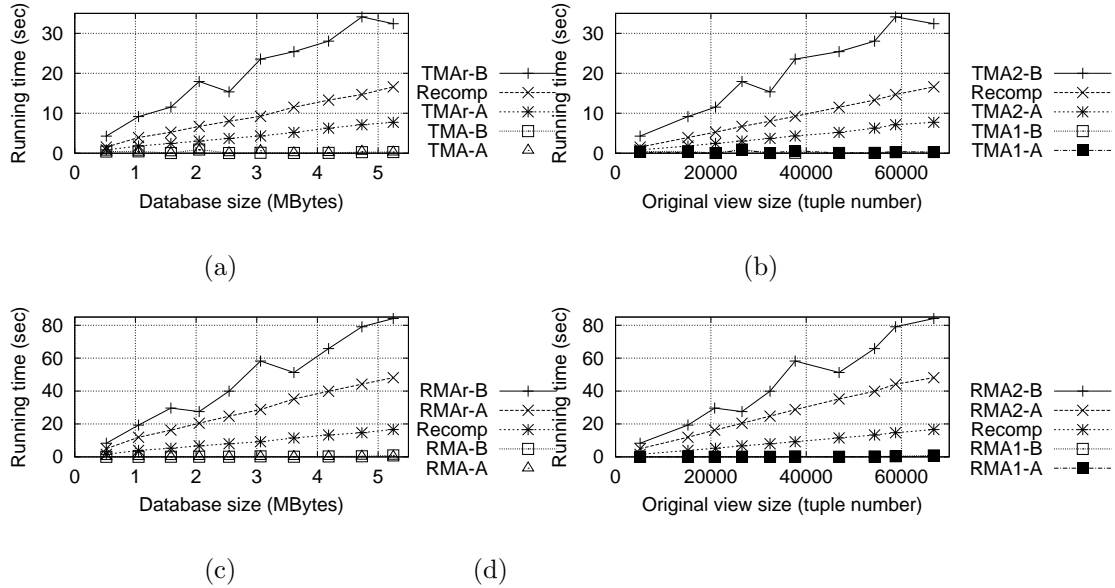 Running time (sec)
30
20
10
0
0 1 2 3 4 5
Database size (MBytes)
TMAr-B
Recomp
TMAr-A
TMA-B
TMA-A
(a)
Running time (sec)
30
20
10
0
20000 40000 60000
Original view size (tuple number)
TMA2-B
Recomp
TMA2-A
TMA1-B
TMA1-A
(b)
Running time (sec)
80
60
40
20
0
0 1 2 3 4 5
Database size (MBytes)
RMAr-B
RMAr-A
Recomp
RMA-B
RMA-A
(c)
Running time (sec)
80
60
40
20
0
0 20000 40000 60000
Original view size (tuple number)
RMA2-B
RMA2-A
Recomp
RMA1-B
RMA1-A
(d)